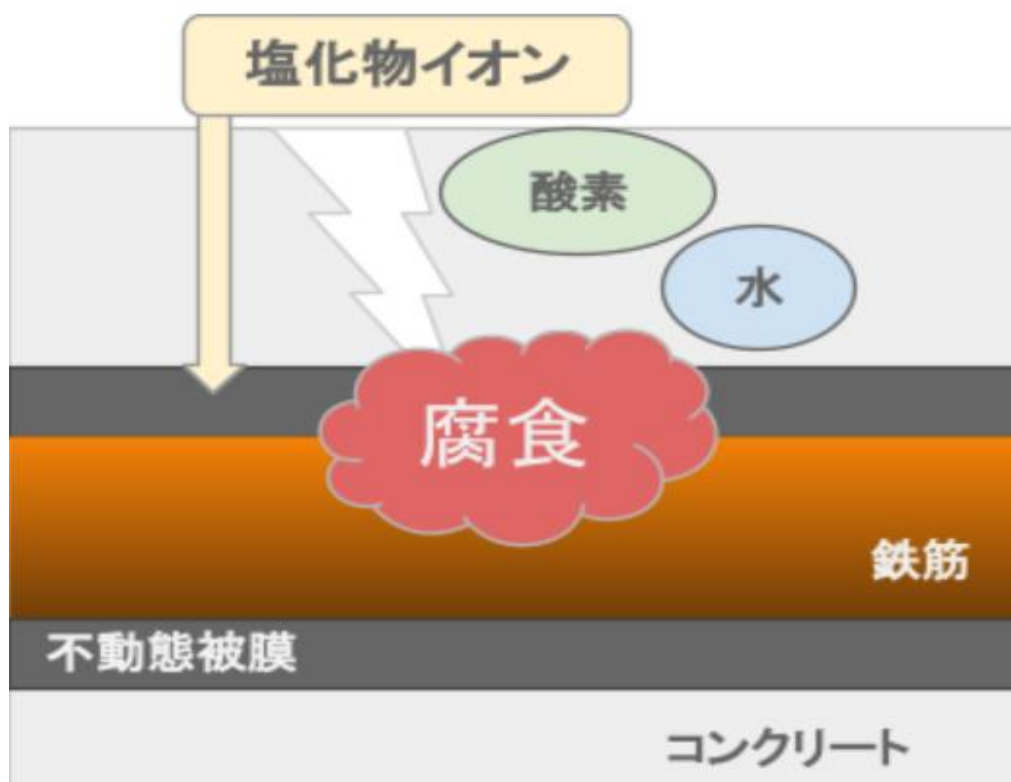 塩化物イオン
酸素
水
腐食
鉄筋
不動態被膜
コンクリート